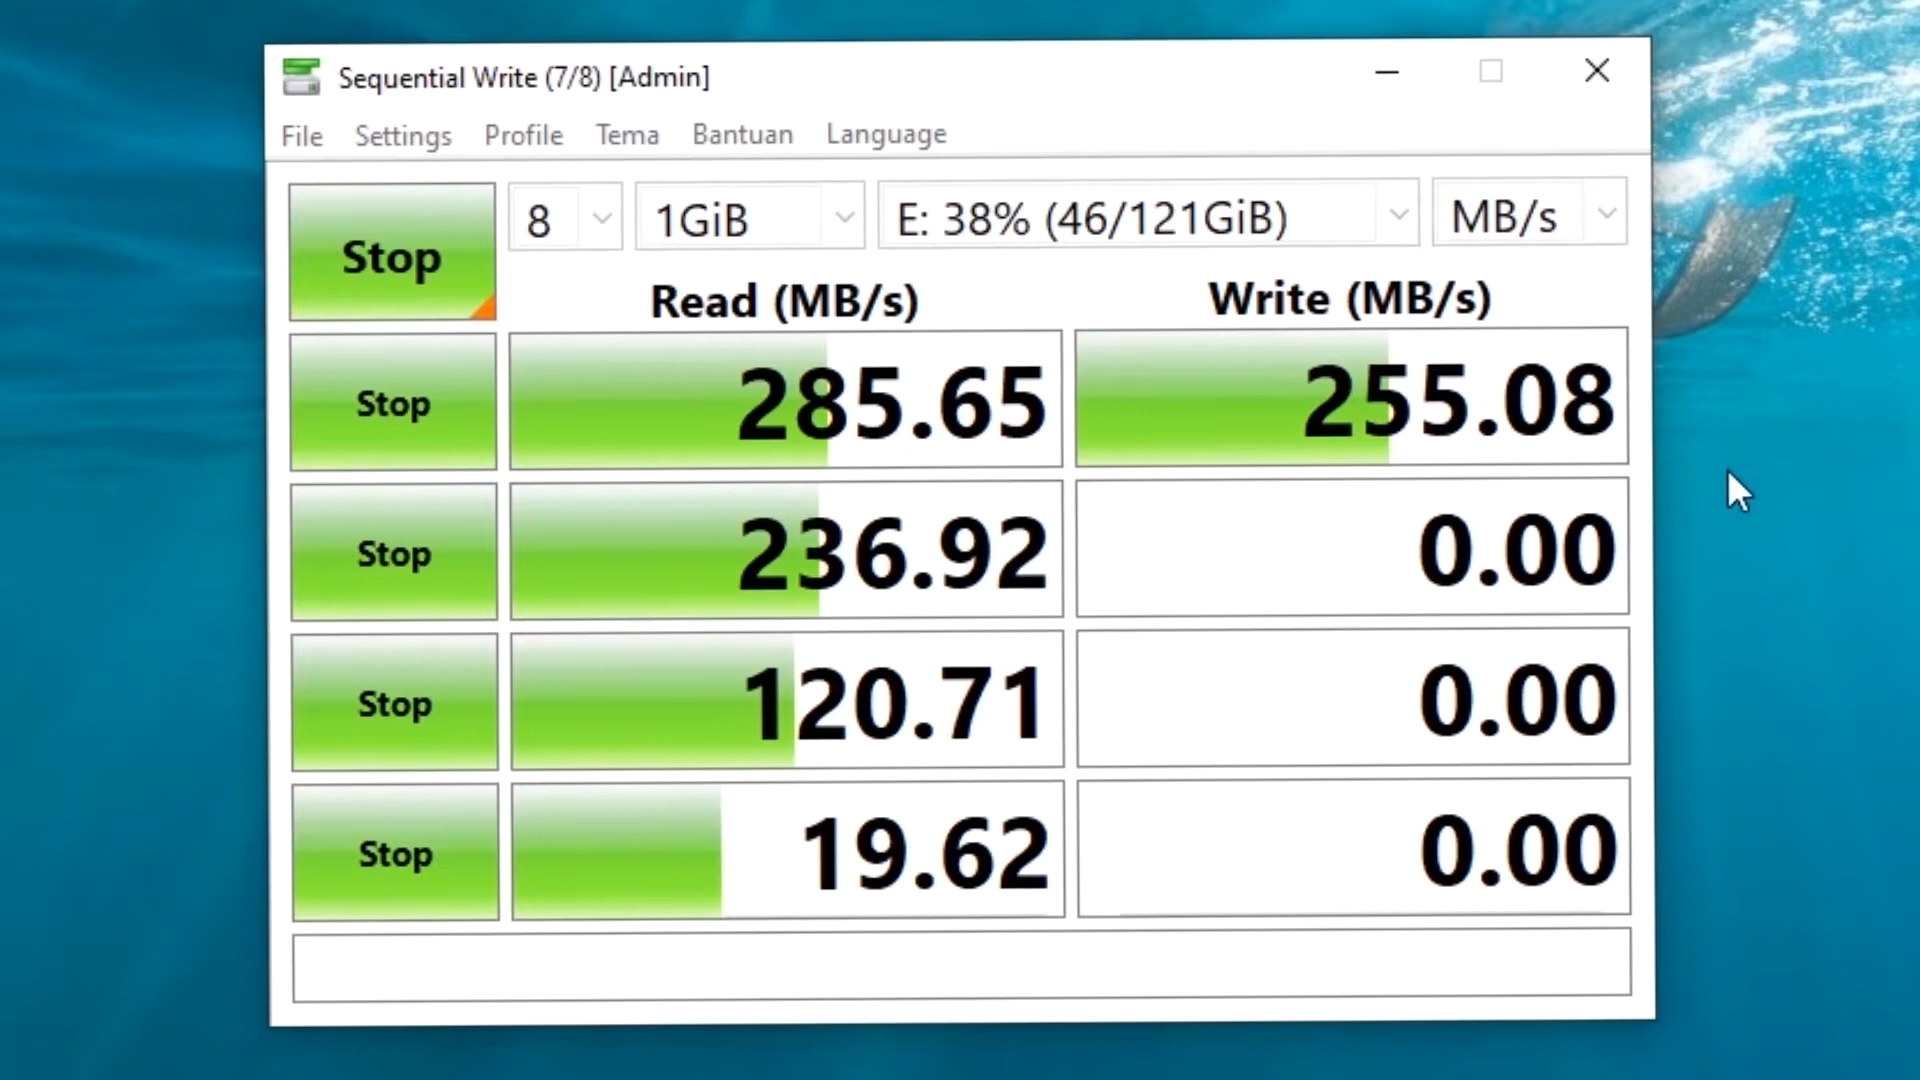 Sequential Write (7/8) [Admin]
File Settings Profile Tema Bantuan Language
Stop 8 1GiB E: 38% (46/121GiB) MB/s
Read (MB/s) Write (MB/s)
Stop 285.65 255.08
Stop 236.92 0.00
Stop 120.71 0.00
Stop 19.62 0.00